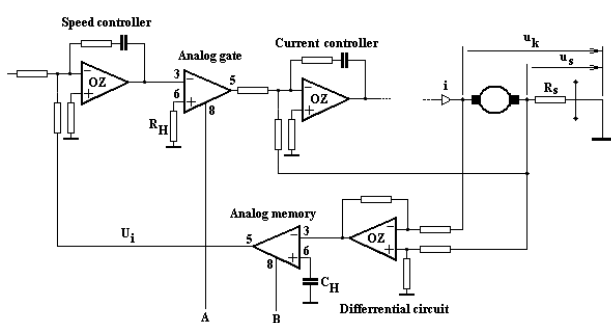 Speed controller
Analog gate
Current controller
u_k
u_s
i
R_s
OZ
3
6
5
8
R_H
OZ
Analog memory
U_i
5
3
6
8
C_H
OZ
Differrential circuit
A
B